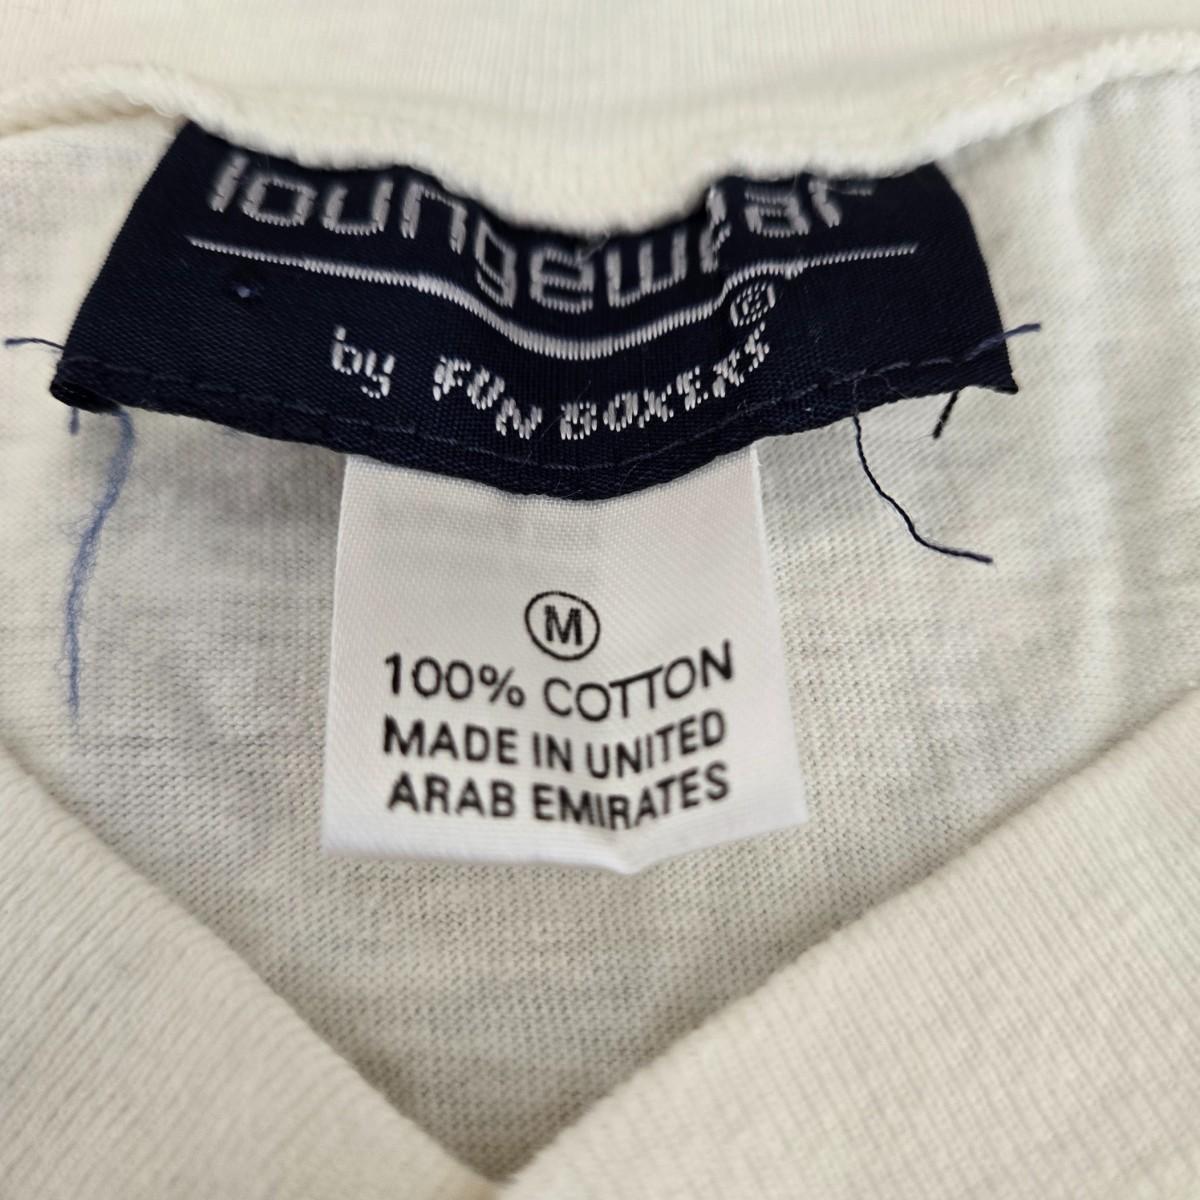 loungewear
by FUN BOXERS®
M
100% COTTON
MADE IN UNITED
ARAB EMIRATES